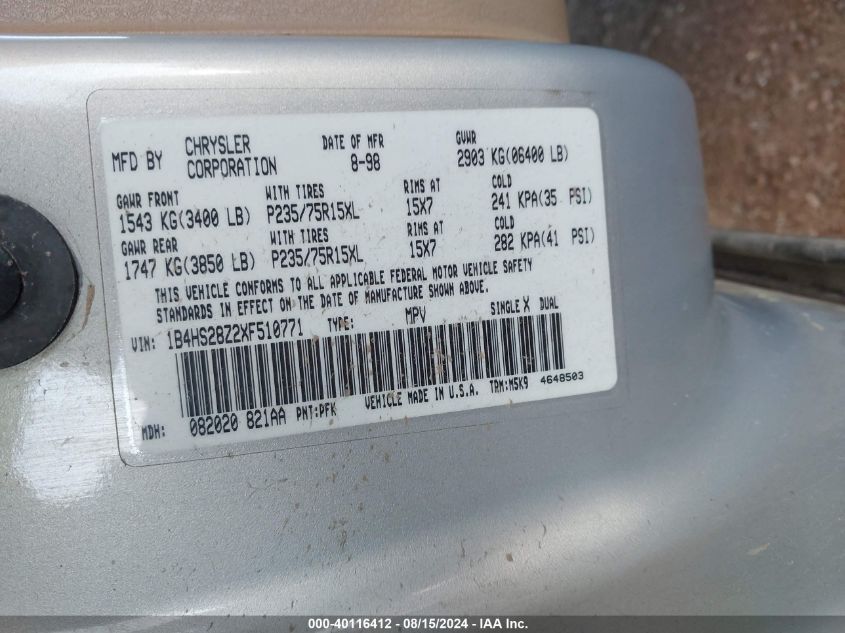 MFD BY CHRYSLER CORPORATION DATE OF MFR 8-98 GVWR 2903 KG(06400 LB)
GAWR FRONT WITH TIRES RIMS AT COLD
1543 KG(3400 LB) P235/75R15XL 15X7 241 KPA(35 PSI)
GAWR REAR WITH TIRES RIMS AT COLD
1747 KG(3850 LB) P235/75R15XL 15X7 282 KPA(41 PSI)
THIS VEHICLE CONFORMS TO ALL APPLICABLE FEDERAL MOTOR VEHICLE SAFETY
STANDARDS IN EFFECT ON THE DATE OF MANUFACTURE SHOWN ABOVE.
VIN: 1B4HS28Z2XF510771 TYPE: MPV SINGLE X DUAL
MDH: 082020 821AA PNT:PFK VEHICLE MADE IN U.S.A. TRM:M5K9 4648503
000-40116412 - 08/15/2024 - IAA Inc.